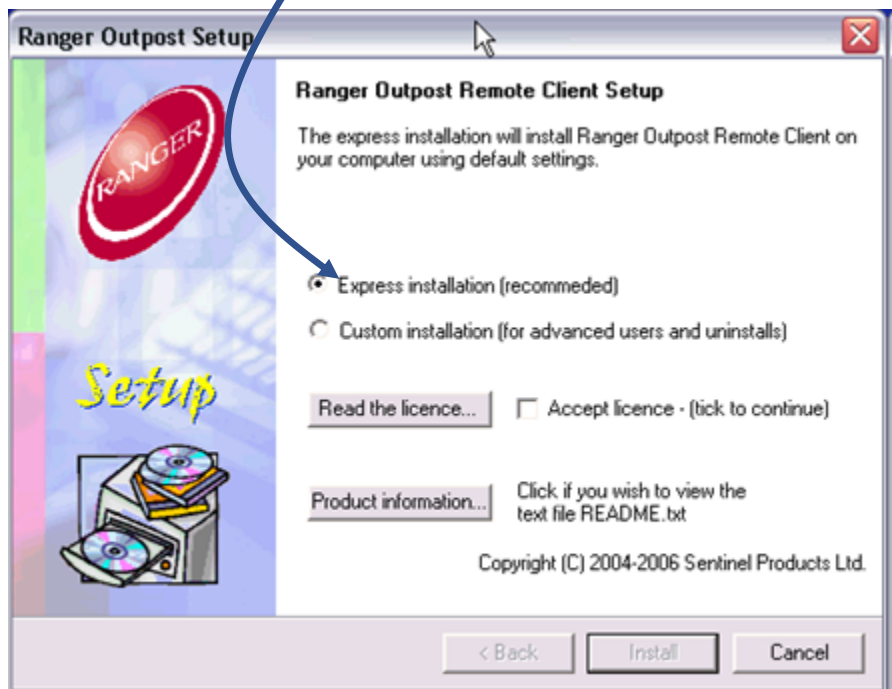 Ranger Outpost Setup
RANGER
Ranger Outpost Remote Client Setup
The express installation will install Ranger Outpost Remote Client on
your computer using default settings.
Express installation (recommeded)
Custom installation (for advanced users and uninstalls)
Setup
Read the licence...
Accept licence - (tick to continue)
Product information...
Click if you wish to view the
text file README.txt
Copyright (C) 2004-2006 Sentinel Products Ltd.
< Back
Install
Cancel